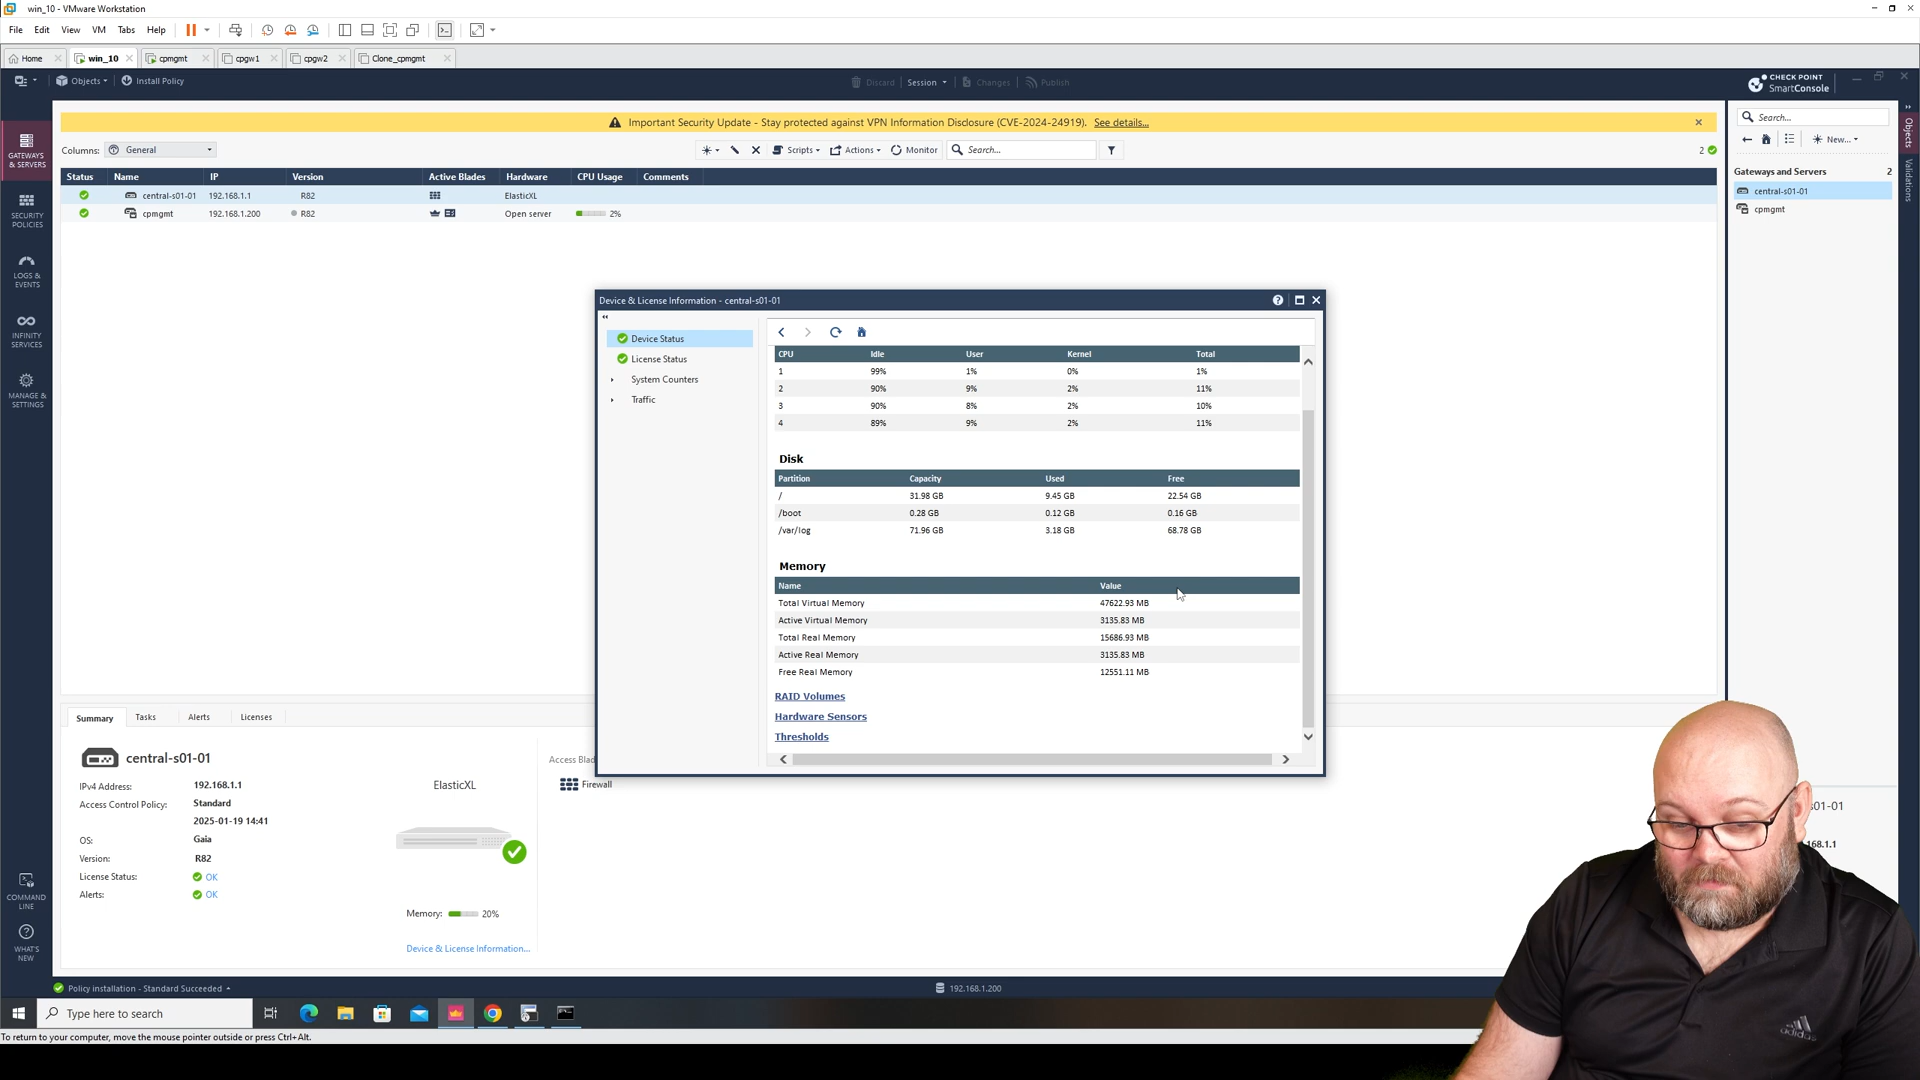 win_10 - VMware Workstation
File Edit View VM Tabs Help
Home win_10 cpmgmt cpgw1 cpgw2 Clone_cpmgmt
Objects Install Policy Discard Session Changes Publish CHECK POINT SmartConsole
Important Security Update - Stay protected against VPN Information Disclosure (CVE-2024-24919). See details...
Columns: General Scripts Actions Monitor Search... 2
Status Name IP Version Active Blades Hardware CPU Usage Comments
central-s01-01 192.168.1.1 R82 ElasticXL
cpmgmt 192.168.1.200 R82 Open server 2%
GATEWAYS & SERVERS
SECURITY POLICIES
LOGS & EVENTS
INFINITY SERVICES
MANAGE & SETTINGS
COMMAND LINE
WHAT'S NEW
Search...
New...
Gateways and Servers 2
central-s01-01
cpmgmt
Objects
Validations
Device & License Information - central-s01-01
Device Status
License Status
System Counters
Traffic
CPU Idle User Kernel Total
1 99% 1% 0% 1%
2 90% 9% 2% 11%
3 90% 8% 2% 10%
4 89% 9% 2% 11%
Disk
Partition Capacity Used Free
/ 31.98 GB 9.45 GB 22.54 GB
/boot 0.28 GB 0.12 GB 0.16 GB
/var/log 71.96 GB 3.18 GB 68.78 GB
Memory
Name Value
Total Virtual Memory 47622.93 MB
Active Virtual Memory 3135.83 MB
Total Real Memory 15686.93 MB
Active Real Memory 3135.83 MB
Free Real Memory 12551.11 MB
RAID Volumes
Hardware Sensors
Thresholds
Summary Tasks Alerts Licenses
central-s01-01
IPv4 Address: 192.168.1.1
Access Control Policy: Standard
2025-01-19 14:41
OS: Gaia
Version: R82
License Status: OK
Alerts: OK
ElasticXL
Memory: 20%
Device & License Information...
Access Blad
Firewall
s01-01
168.1.1
Policy installation - Standard Succeeded 192.168.1.200
Type here to search
To return to your computer, move the mouse pointer outside or press Ctrl+Alt.
adidas